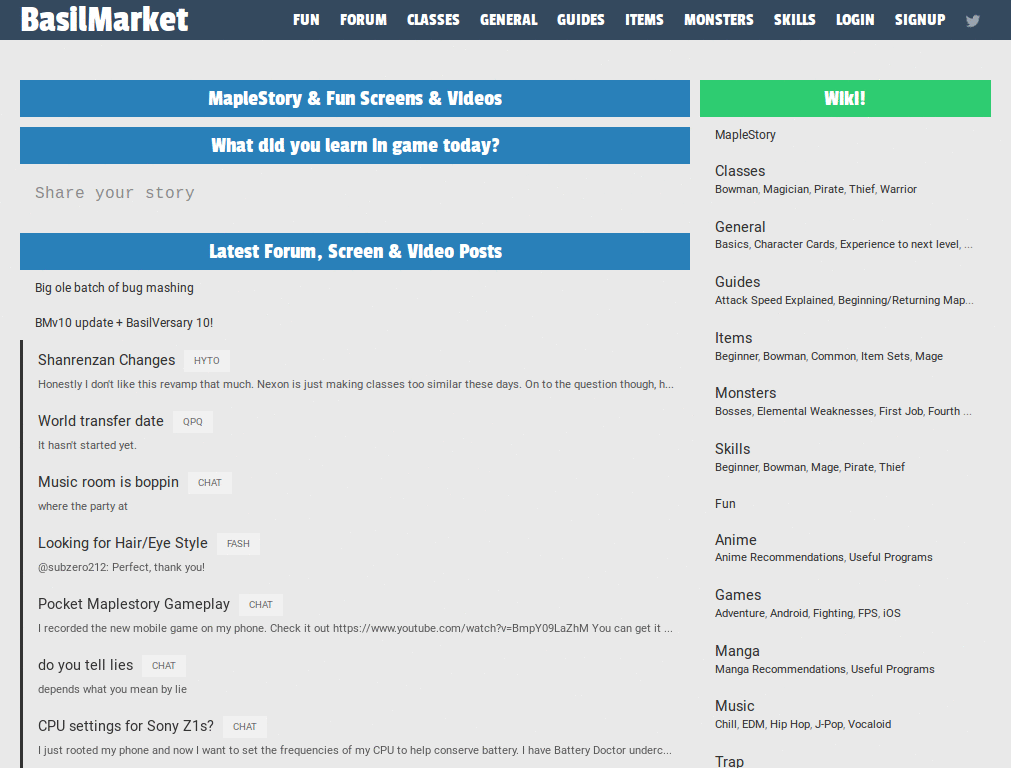 BasilMarket
FUN FORUM CLASSES GENERAL GUIDES ITEMS MONSTERS SKILLS LOGIN SIGNUP
MapleStory & Fun Screens & Videos
What did you learn in game today?
Share your story
Latest Forum, Screen & Video Posts
Big ole batch of bug mashing
BMv10 update + BasilVersary 10!
Shanrenzan Changes HYTO
Honestly I don't like this revamp that much. Nexon is just making classes too similar these days. On to the question though, h...
World transfer date QPQ
It hasn't started yet.
Music room is boppin CHAT
where the party at
Looking for Hair/Eye Style FASH
@subzero212: Perfect, thank you!
Pocket Maplestory Gameplay CHAT
I recorded the new mobile game on my phone. Check it out https://www.youtube.com/watch?v=BmpY09LaZhM You can get it ...
do you tell lies CHAT
depends what you mean by lie
CPU settings for Sony Z1s? CHAT
I just rooted my phone and now I want to set the frequencies of my CPU to help conserve battery. I have Battery Doctor underc...
Wiki!
MapleStory
Classes
Bowman, Magician, Pirate, Thief, Warrior
General
Basics, Character Cards, Experience to next level, ...
Guides
Attack Speed Explained, Beginning/Returning Map...
Items
Beginner, Bowman, Common, Item Sets, Mage
Monsters
Bosses, Elemental Weaknesses, First Job, Fourth ...
Skills
Beginner, Bowman, Mage, Pirate, Thief
Fun
Anime
Anime Recommendations, Useful Programs
Games
Adventure, Android, Fighting, FPS, iOS
Manga
Manga Recommendations, Useful Programs
Music
Chill, EDM, Hip Hop, J-Pop, Vocaloid
Trap